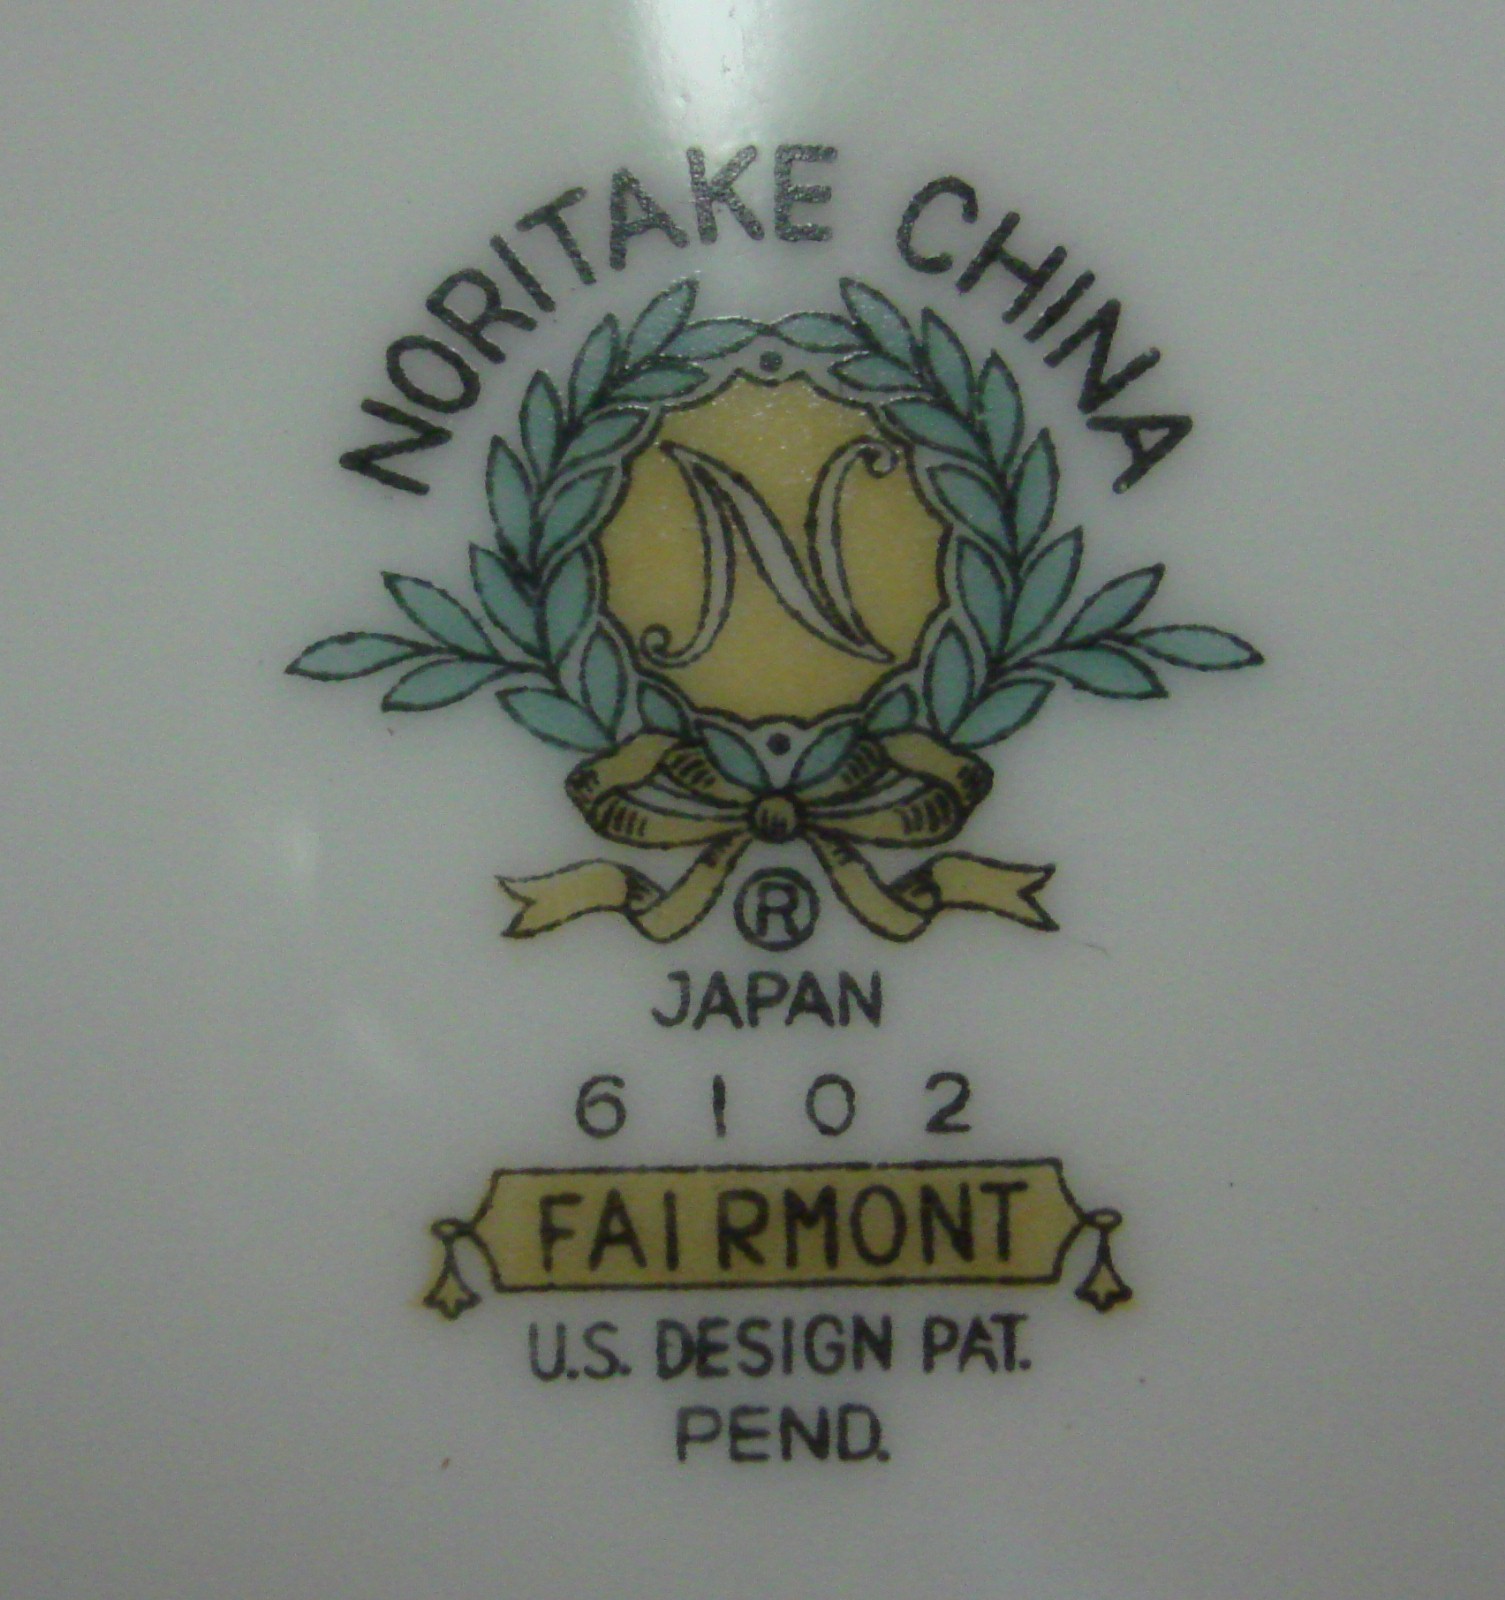 NORITAKE CHINA
N
®
JAPAN
6102
FAIRMONT
U.S. DESIGN PAT.
PEND.